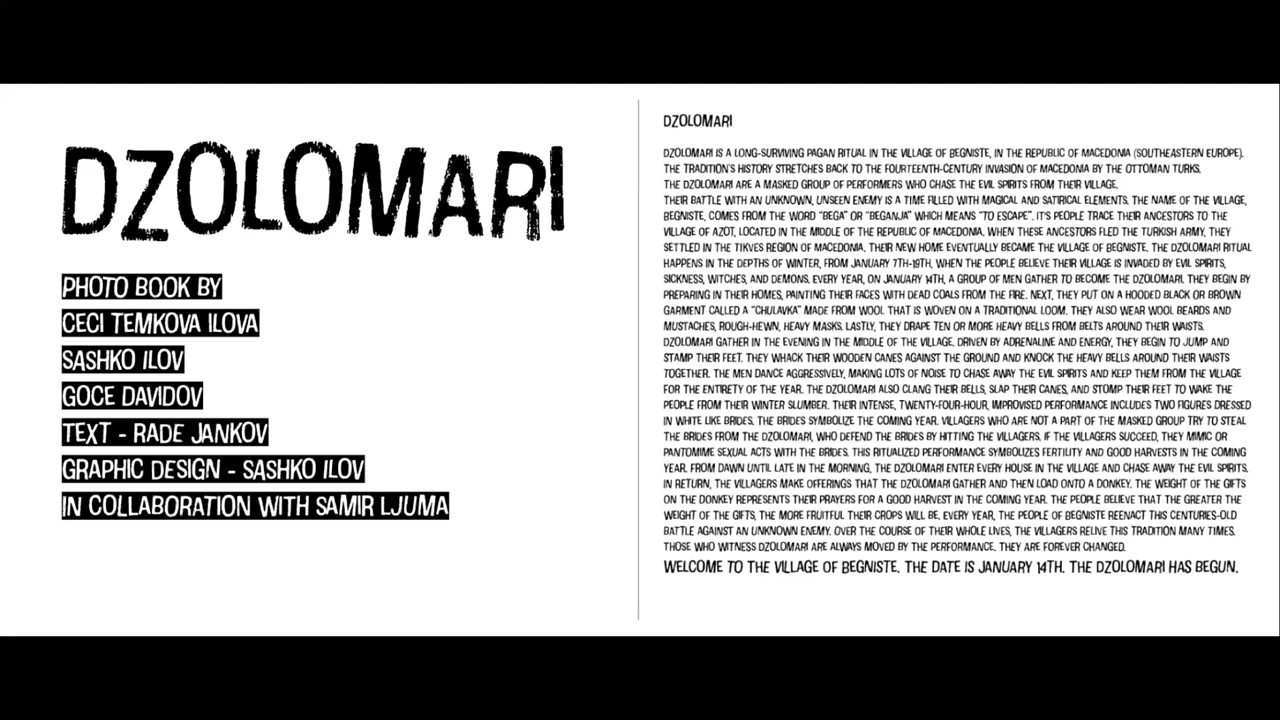 DZOLOMARI
PHOTO BOOK BY
CECI TEMKOVA ILOVA
SASHKO ILOV
GOCE DAVIDOV
TEXT - RADE JANKOV
GRAPHIC DESIGN - SASHKO ILOV
IN COLLABORATION WITH SAMIR LJUMA
DZOLOMARI
DZOLOMARI IS A LONG-SURVIVING PAGAN RITUAL IN THE VILLAGE OF BEGNISTE, IN THE REPUBLIC OF MACEDONIA (SOUTHEASTERN EUROPE).
THE TRADITION'S HISTORY STRETCHES BACK TO THE FOURTEENTH-CENTURY INVASION OF MACEDONIA BY THE OTTOMAN TURKS.
THE DZOLOMARI ARE A MASKED GROUP OF PERFORMERS WHO CHASE THE EVIL SPIRITS FROM THEIR VILLAGE.
THEIR BATTLE WITH AN UNKNOWN, UNSEEN ENEMY IS A TIME FILLED WITH MAGICAL AND SATIRICAL ELEMENTS. THE NAME OF THE VILLAGE,
BEGNISTE, COMES FROM THE WORD "BEGA" OR "BEGANJA" WHICH MEANS "TO ESCAPE". IT'S PEOPLE TRACE THEIR ANCESTORS TO THE
VILLAGE OF AZOT, LOCATED IN THE MIDDLE OF THE REPUBLIC OF MACEDONIA. WHEN THESE ANCESTORS FLED THE TURKISH ARMY, THEY
SETTLED IN THE TIKVES REGION OF MACEDONIA. THEIR NEW HOME EVENTUALLY BECAME THE VILLAGE OF BEGNISTE. THE DZOLOMARI RITUAL
HAPPENS IN THE DEPTHS OF WINTER, FROM JANUARY 7TH-19TH, WHEN THE PEOPLE BELIEVE THEIR VILLAGE IS INVADED BY EVIL SPIRITS,
SICKNESS, WITCHES, AND DEMONS. EVERY YEAR, ON JANUARY 14TH, A GROUP OF MEN GATHER TO BECOME THE DZOLOMARI. THEY BEGIN BY
PREPARING IN THEIR HOMES, PAINTING THEIR FACES WITH DEAD COALS FROM THE FIRE. NEXT, THEY PUT ON A HOODED BLACK OR BROWN
GARMENT CALLED A "CHULAVKA" MADE FROM WOOL THAT IS WOVEN ON A TRADITIONAL LOOM. THEY ALSO WEAR WOOL BEARDS AND
MUSTACHES, ROUGH-HEWN, HEAVY MASKS. LASTLY, THEY DRAPE TEN OR MORE HEAVY BELLS FROM BELTS AROUND THEIR WAISTS.
DZOLOMARI GATHER IN THE EVENING IN THE MIDDLE OF THE VILLAGE. DRIVEN BY ADRENALINE AND ENERGY, THEY BEGIN TO JUMP AND
STAMP THEIR FEET. THEY WHACK THEIR WOODEN CANES AGAINST THE GROUND AND KNOCK THE HEAVY BELLS AROUND THEIR WAISTS
TOGETHER. THE MEN DANCE AGGRESSIVELY, MAKING LOTS OF NOISE TO CHASE AWAY THE EVIL SPIRITS AND KEEP THEM FROM THE VILLAGE
FOR THE ENTIRETY OF THE YEAR. THE DZOLOMARI ALSO CLANG THEIR BELLS, SLAP THEIR CANES, AND STOMP THEIR FEET TO WAKE THE
PEOPLE FROM THEIR WINTER SLUMBER. THEIR INTENSE, TWENTY-FOUR-HOUR, IMPROVISED PERFORMANCE INCLUDES TWO FIGURES DRESSED
IN WHITE LIKE BRIDES. THE BRIDES SYMBOLIZE THE COMING YEAR. VILLAGERS WHO ARE NOT A PART OF THE MASKED GROUP TRY TO STEAL
THE BRIDES FROM THE DZOLOMARI, WHO DEFEND THE BRIDES BY HITTING THE VILLAGERS. IF THE VILLAGERS SUCCEED, THEY MIMIC OR
PANTOMIME SEXUAL ACTS WITH THE BRIDES. THIS RITUALIZED PERFORMANCE SYMBOLIZES FERTILITY AND GOOD HARVESTS IN THE COMING
YEAR. FROM DAWN UNTIL LATE IN THE MORNING, THE DZOLOMARI ENTER EVERY HOUSE IN THE VILLAGE AND CHASE AWAY THE EVIL SPIRITS.
IN RETURN, THE VILLAGERS MAKE OFFERINGS THAT THE DZOLOMARI GATHER AND THEN LOAD ONTO A DONKEY. THE WEIGHT OF THE GIFTS
ON THE DONKEY REPRESENTS THEIR PRAYERS FOR A GOOD HARVEST IN THE COMING YEAR. THE PEOPLE BELIEVE THAT THE GREATER THE
WEIGHT OF THE GIFTS, THE MORE FRUITFUL THEIR CROPS WILL BE. EVERY YEAR, THE PEOPLE OF BEGNISTE REENACT THIS CENTURIES-OLD
BATTLE AGAINST AN UNKNOWN ENEMY. OVER THE COURSE OF THEIR WHOLE LIVES, THE VILLAGERS RELIVE THIS TRADITION MANY TIMES.
THOSE WHO WITNESS DZOLOMARI ARE ALWAYS MOVED BY THE PERFORMANCE. THEY ARE FOREVER CHANGED.
WELCOME TO THE VILLAGE OF BEGNISTE. THE DATE IS JANUARY 14TH. THE DZOLOMARI HAS BEGUN.